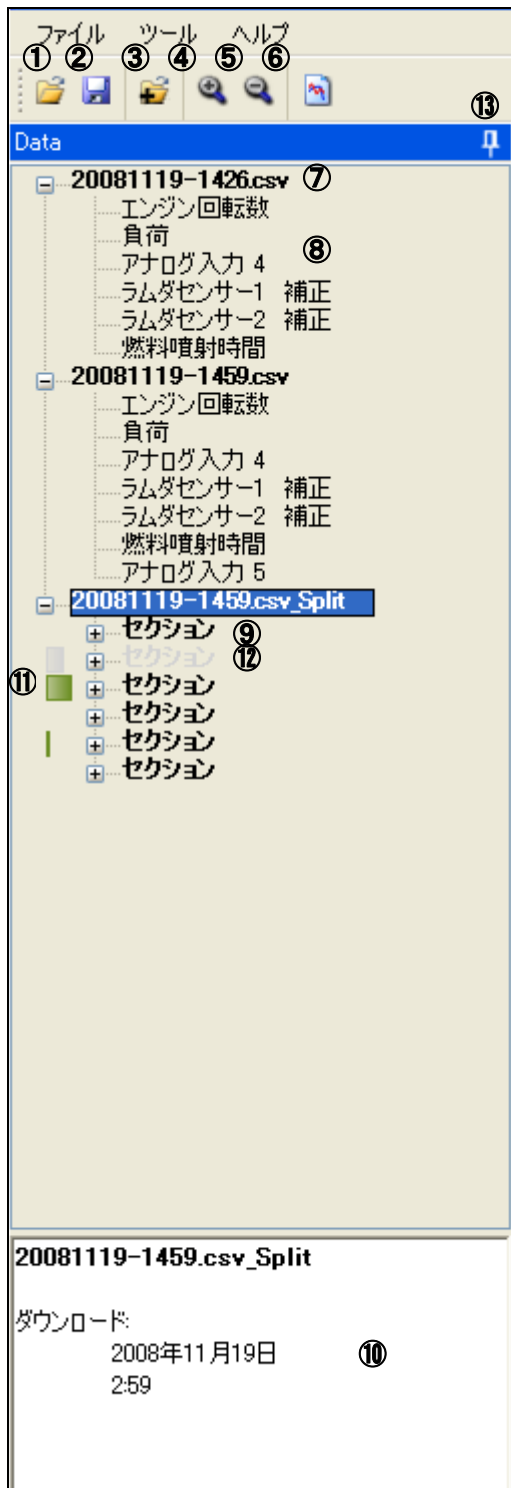 ファイル ツール ヘルプ
① ② ③ ④ ⑤ ⑥
⑬
Data
20081119-1426.csv ⑦
エンジン回転数
負荷
アナログ入力 4 ⑧
ラムダセンサー1 補正
ラムダセンサー2 補正
燃料噴射時間
20081119-1459.csv
エンジン回転数
負荷
アナログ入力 4
ラムダセンサー1 補正
ラムダセンサー2 補正
燃料噴射時間
アナログ入力 5
20081119-1459.csv_Split
セクション ⑨
セクション ⑫
⑪ セクション
セクション
セクション
セクション
20081119-1459.csv_Split
ダウンロード:
2008年11月19日 ⑩
2:59